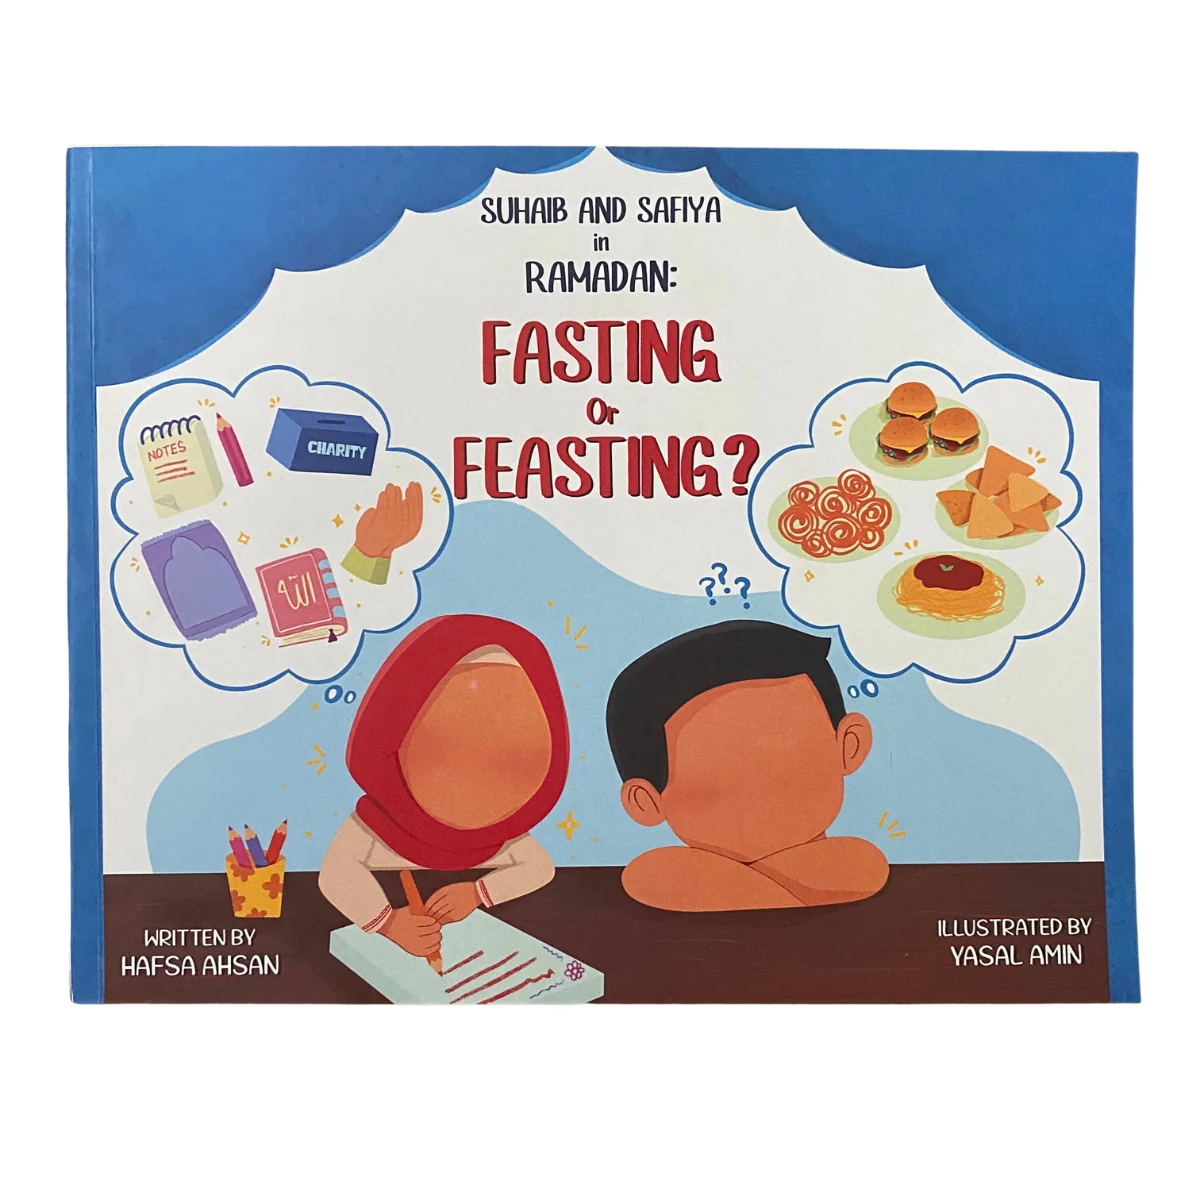 SUHAIB AND SAFIYA
in
RAMADAN:
FASTING
Or
FEASTING?
NOTES
CHARITY
الله
???
WRITTEN BY
HAFSA AHSAN
ILLUSTRATED BY
YASAL AMIN